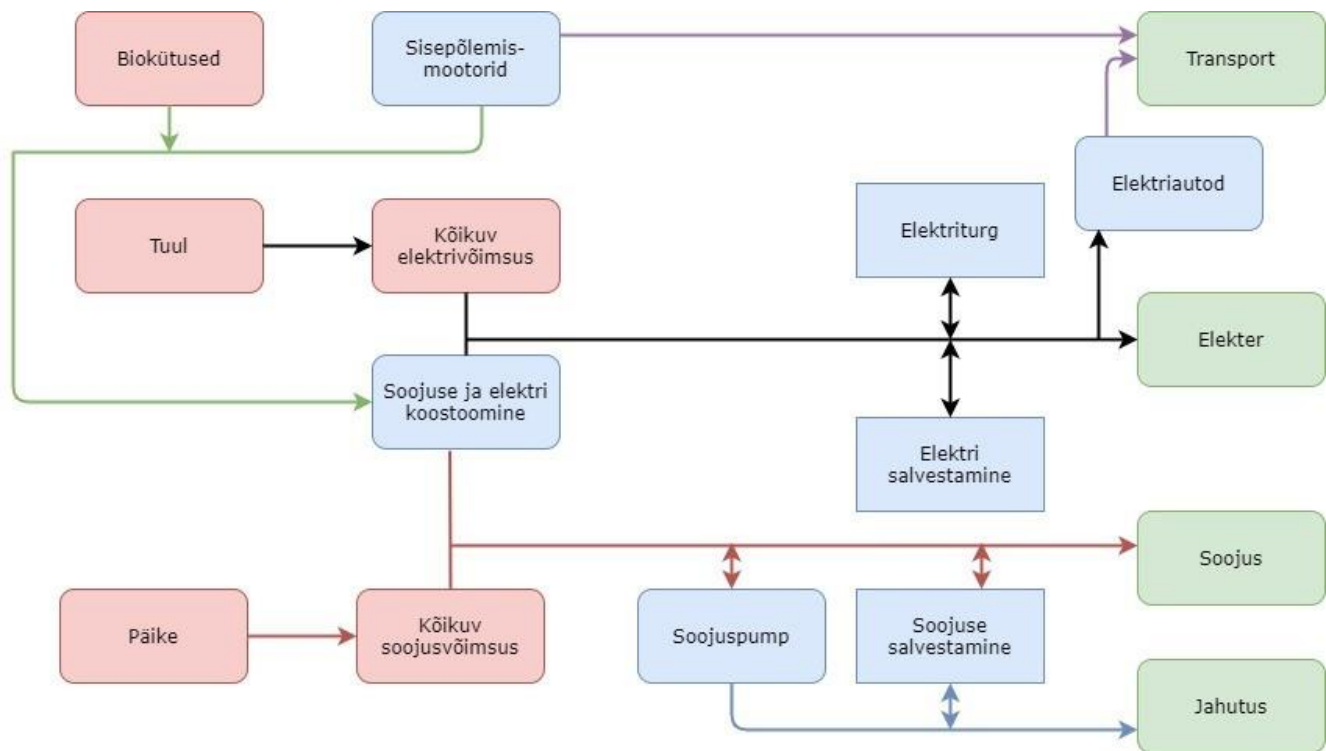 Biokütused
Sisepõlemis-
mootorid
Transport
Elektriautod
Tuul
Kõikuv
elektrivõimsus
Elektriturg
Elekter
Soojuse ja elektri
koostoomine
Elektri
salvestamine
Soojus
Päike
Kõikuv
soojusvõimsus
Soojuspump
Soojuse
salvestamine
Jahutus